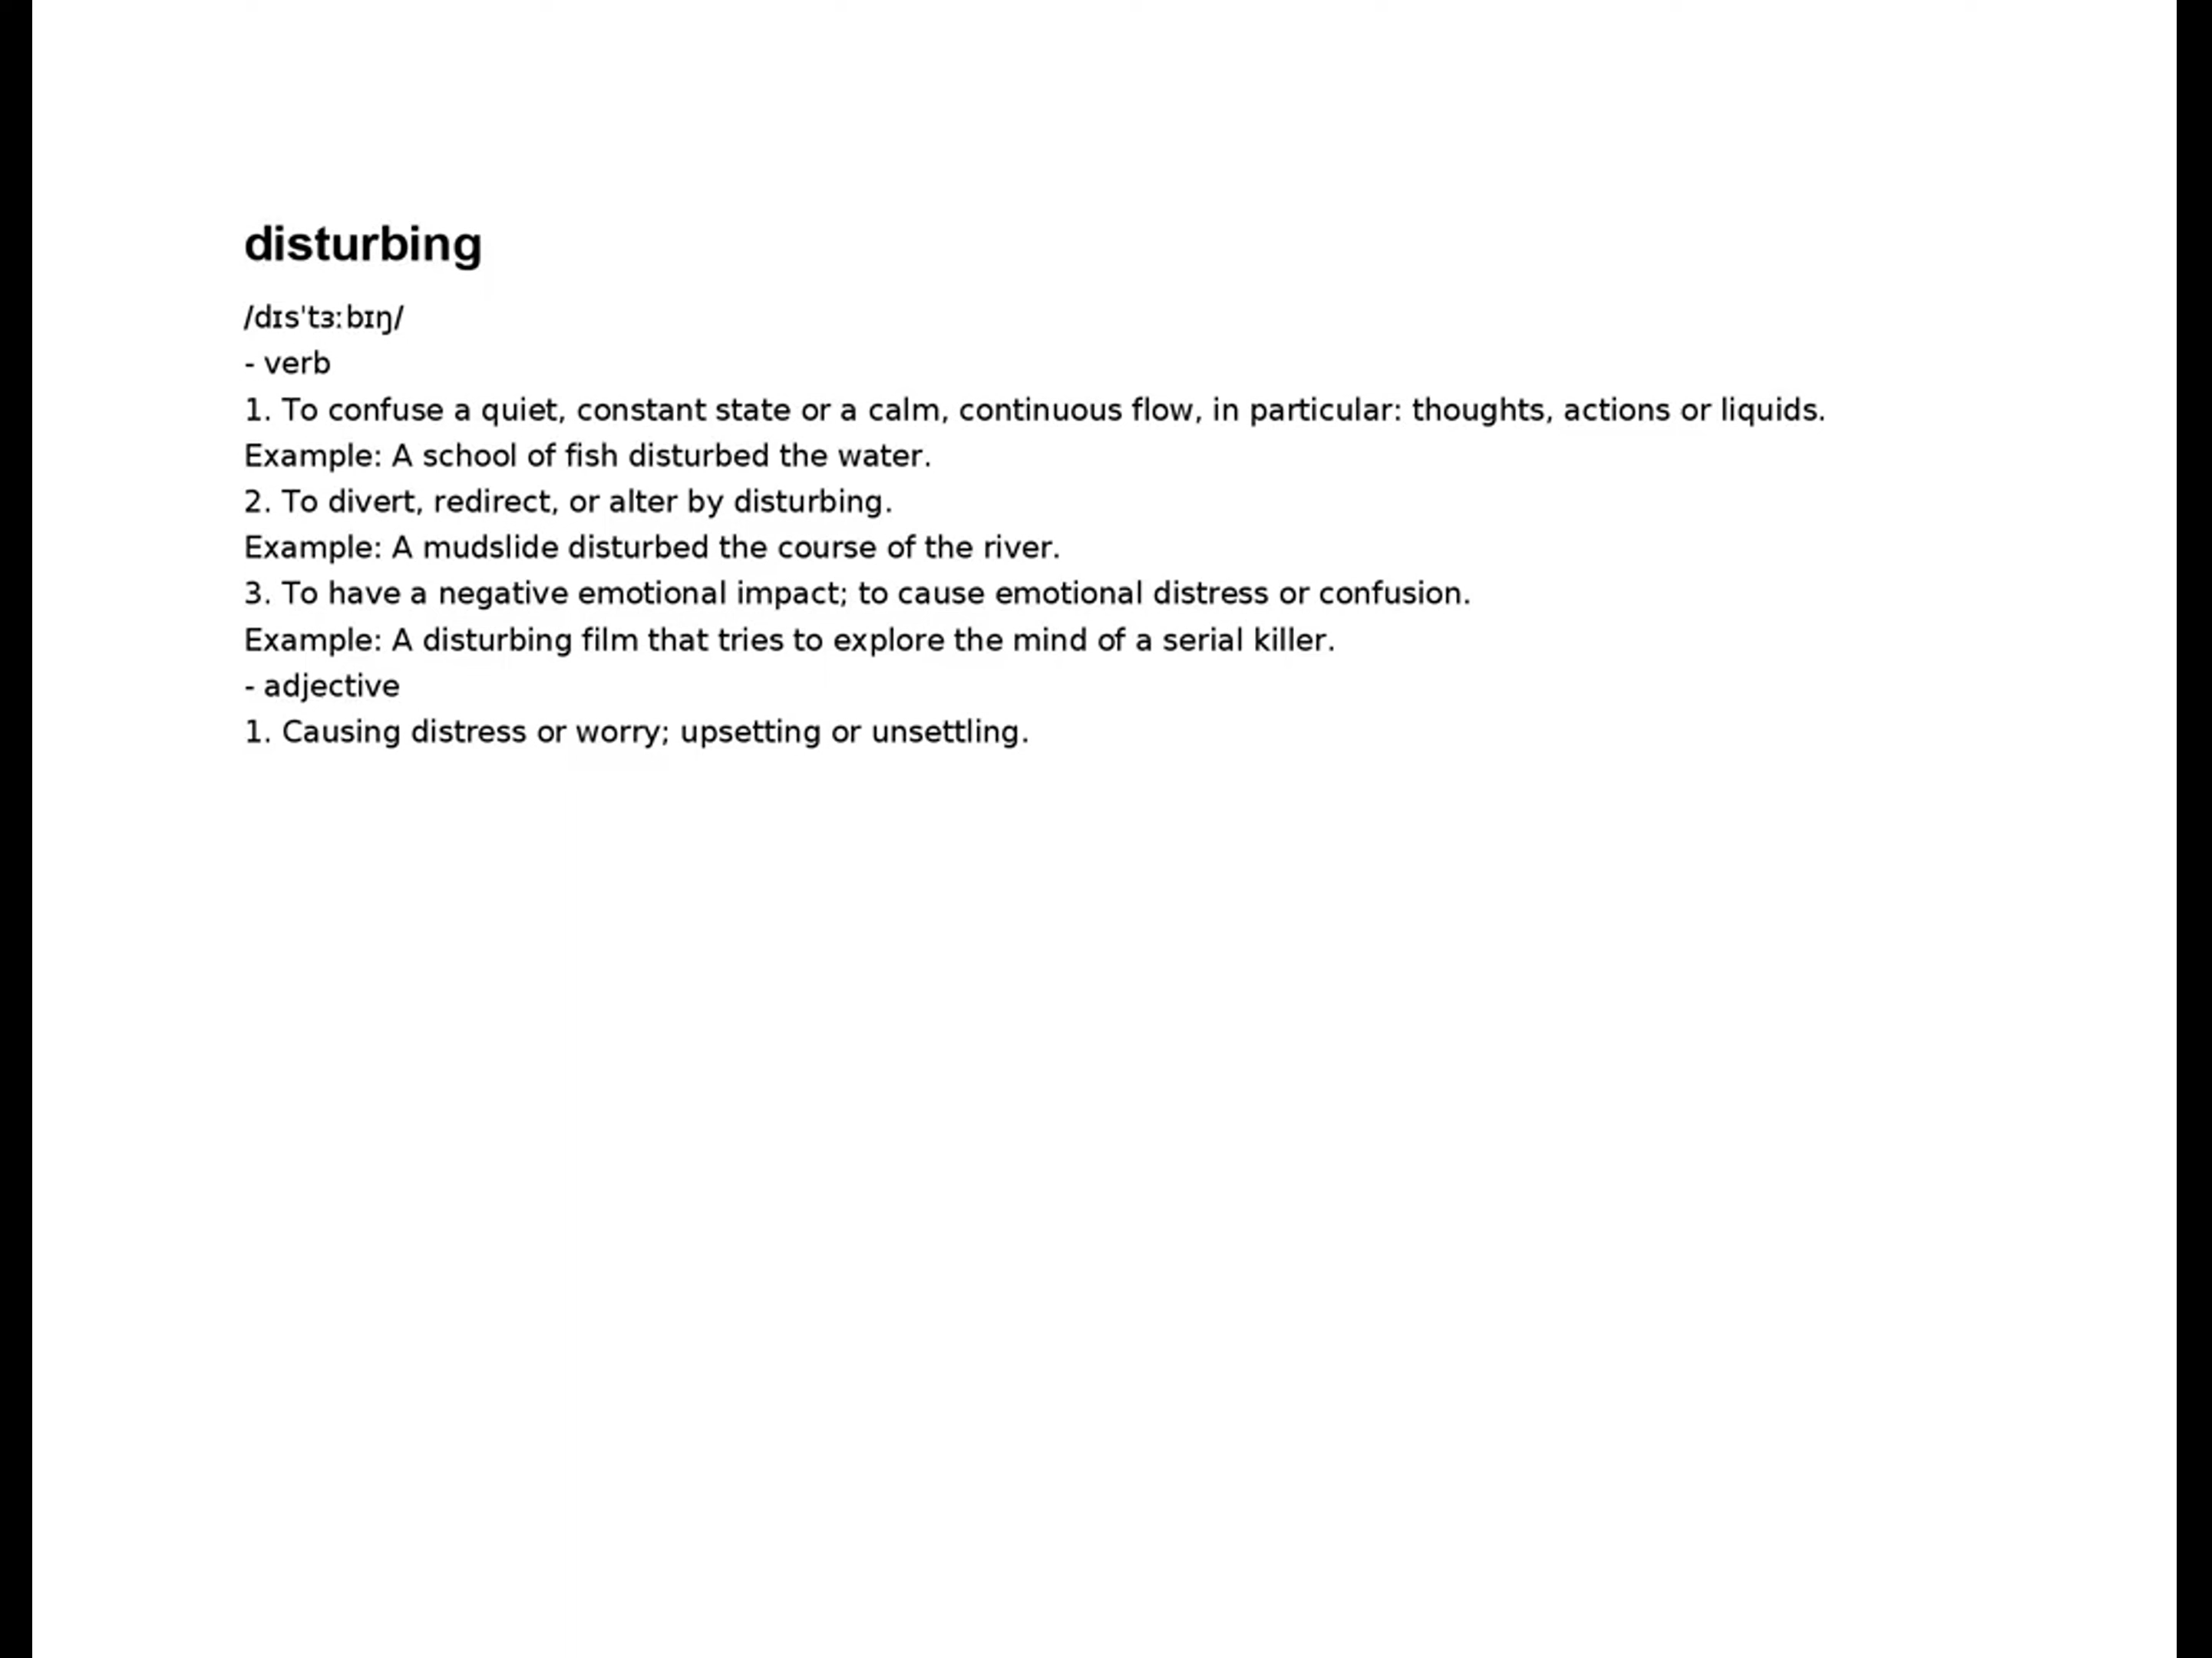 disturbing
/dɪsˈtɜːbɪŋ/
- verb
1. To confuse a quiet, constant state or a calm, continuous flow, in particular: thoughts, actions or liquids.
Example: A school of fish disturbed the water.
2. To divert, redirect, or alter by disturbing.
Example: A mudslide disturbed the course of the river.
3. To have a negative emotional impact; to cause emotional distress or confusion.
Example: A disturbing film that tries to explore the mind of a serial killer.
- adjective
1. Causing distress or worry; upsetting or unsettling.